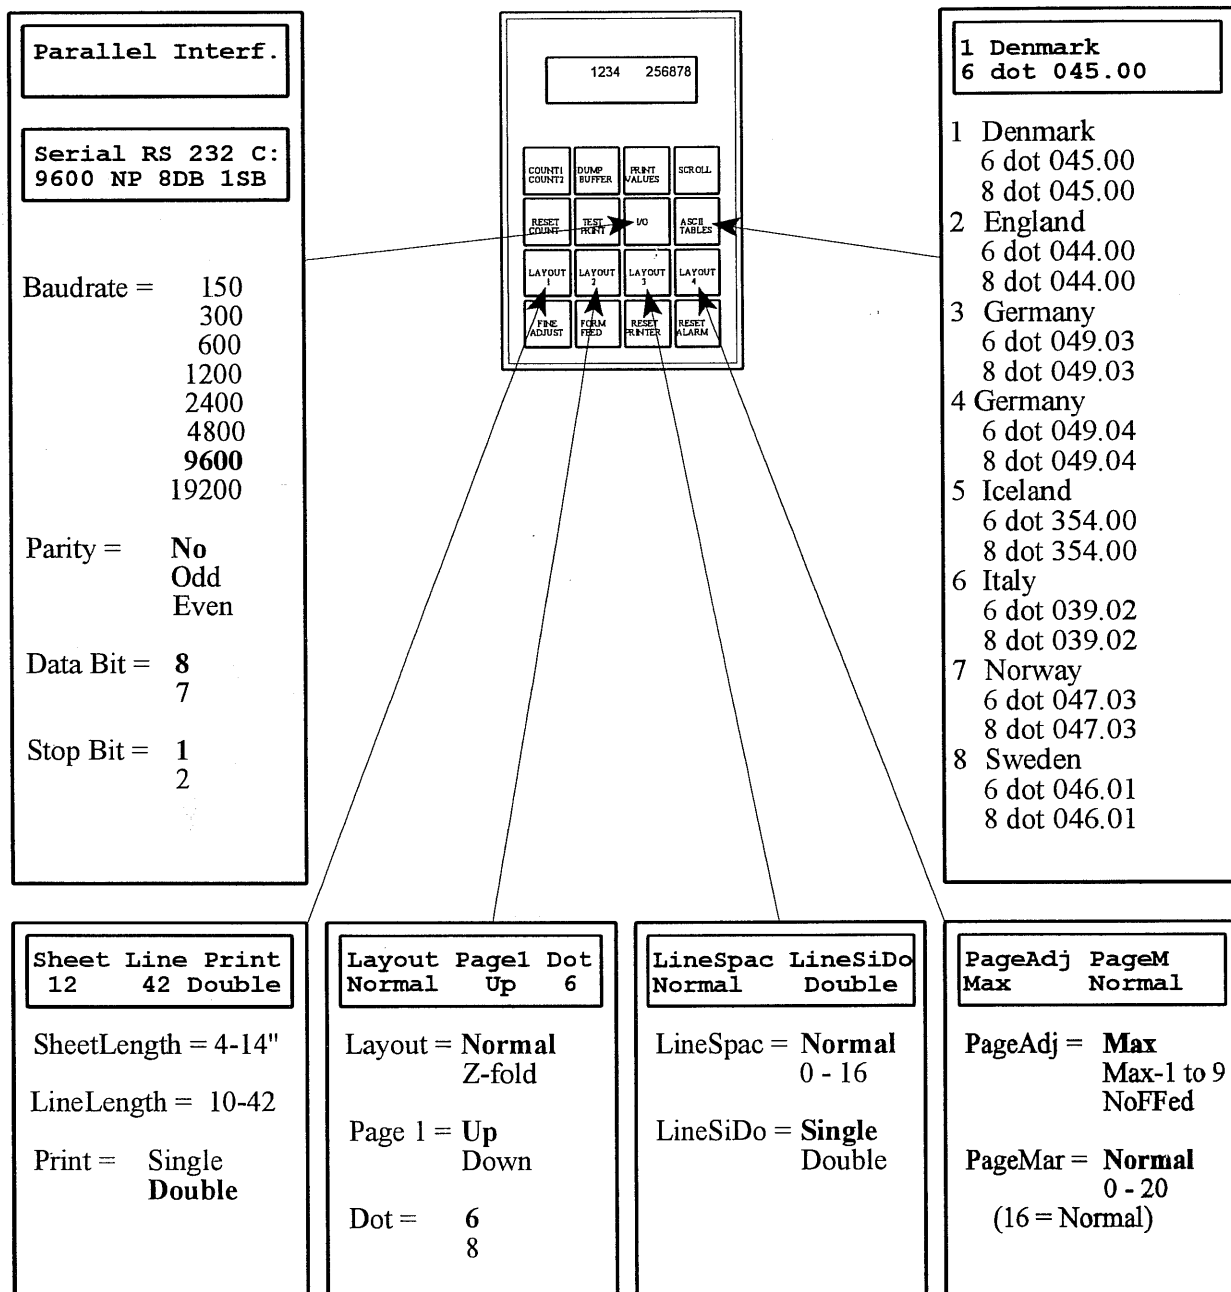 Parallel Interf.
Serial RS 232 C:
9600 NP 8DB 1SB
Baudrate = 150
300
600
1200
2400
4800
9600
19200
Parity = No
Odd
Even
Data Bit = 8
7
Stop Bit = 1
2
1234 256878
COUNT1 COUNT2
DUMP BUFFER
PRINT VALUES
SCROLL
RESET COUNT
TEST PRINT
I/O
ASCII TABLES
LAYOUT 1
LAYOUT 2
LAYOUT 3
LAYOUT 4
FINE ADJUST
FORM FEED
RESET PRINTER
RESET ALARM
1 Denmark
6 dot 045.00
1 Denmark
6 dot 045.00
8 dot 045.00
2 England
6 dot 044.00
8 dot 044.00
3 Germany
6 dot 049.03
8 dot 049.03
4 Germany
6 dot 049.04
8 dot 049.04
5 Iceland
6 dot 354.00
8 dot 354.00
6 Italy
6 dot 039.02
8 dot 039.02
7 Norway
6 dot 047.03
8 dot 047.03
8 Sweden
6 dot 046.01
8 dot 046.01
Sheet Line Print
12 42 Double
SheetLength = 4-14"
LineLength = 10-42
Print = Single
Double
Layout Page1 Dot
Normal Up 6
Layout = Normal
Z-fold
Page 1 = Up
Down
Dot = 6
8
LineSpac LineSiDo
Normal Double
LineSpac = Normal
0 - 16
LineSiDo = Single
Double
PageAdj PageM
Max Normal
PageAdj = Max
Max-1 to 9
NoFFed
PageMar = Normal
0 - 20
(16 = Normal)